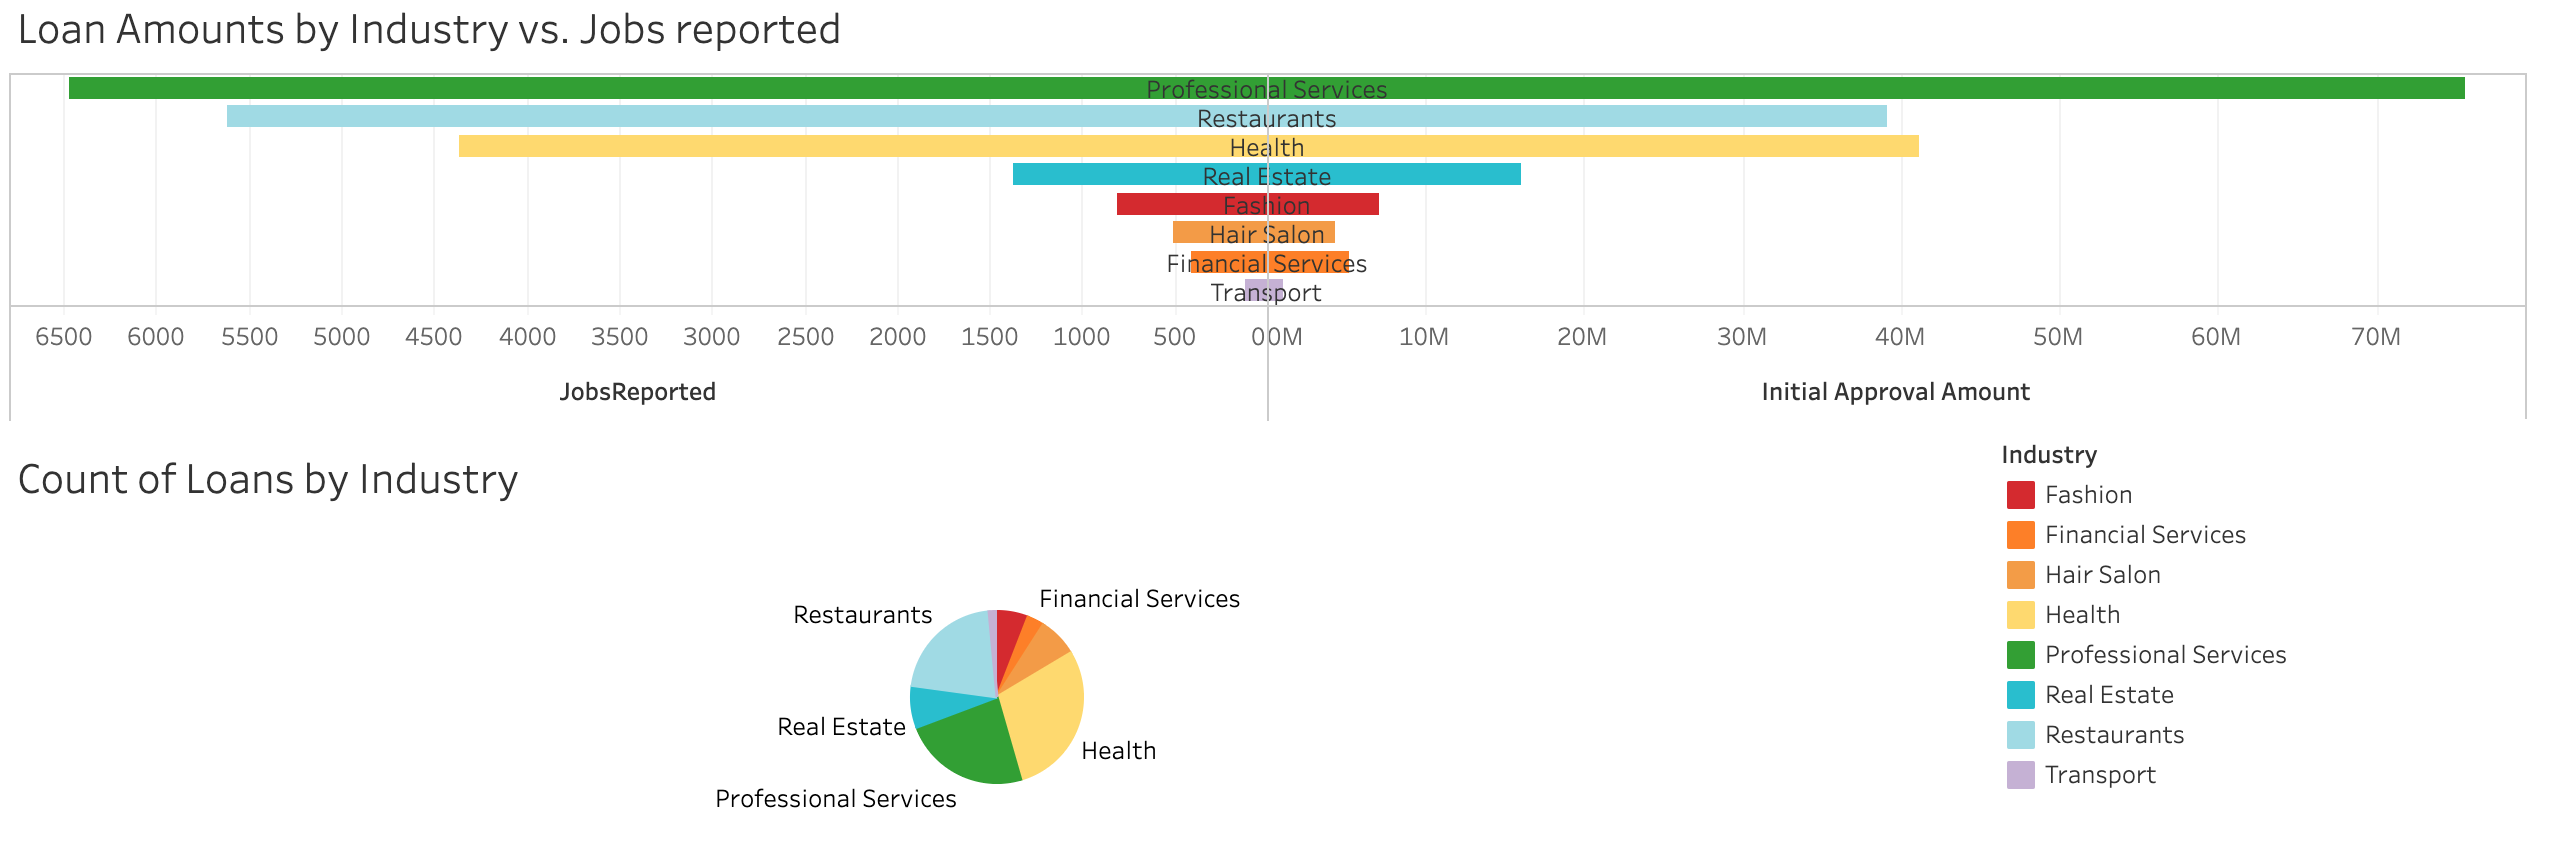 Loan Amounts by Industry vs. Jobs reported
Professional Services
Restaurants
Health
Real Estate
Fashion
Hair Salon
Financial Services
Transport
6500 6000 5500 5000 4500 4000 3500 3000 2500 2000 1500 1000 500 0 0M 10M 20M 30M 40M 50M 60M 70M
JobsReported Initial Approval Amount
Count of Loans by Industry
Financial Services
Restaurants
Real Estate
Health
Professional Services
Industry
Fashion
Financial Services
Hair Salon
Health
Professional Services
Real Estate
Restaurants
Transport